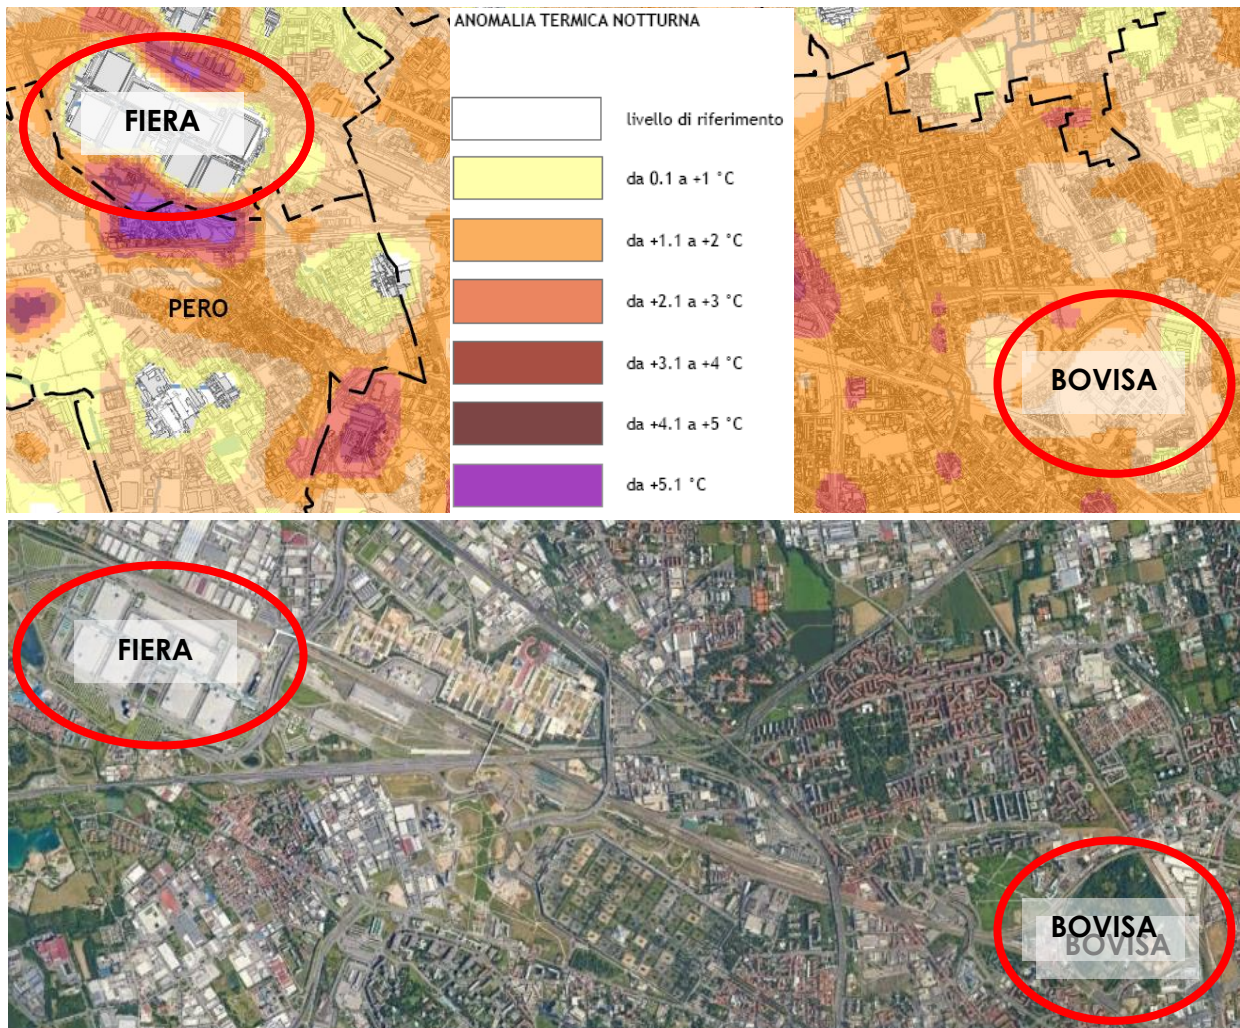 ANOMALIA TERMICA NOTTURNA
FIERA
PERO
livello di riferimento
da 0.1 a +1 °C
da +1.1 a +2 °C
da +2.1 a +3 °C
da +3.1 a +4 °C
da +4.1 a +5 °C
da +5.1 °C
BOVISA
FIERA
BOVISA
BOVISA